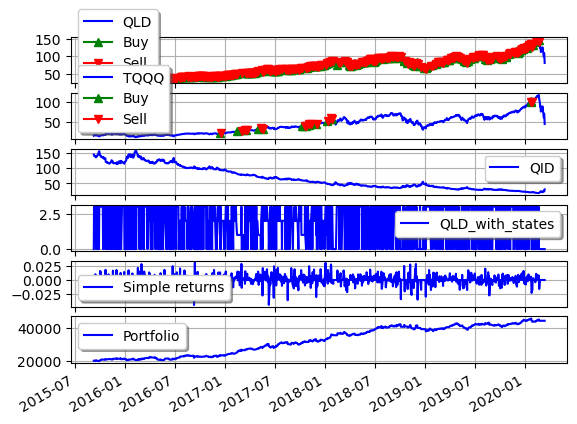 QLD
Buy
Sell
150
100
50
TQQQ
Buy
Sell
100
50
150
100
50
QID
2.5
0.0
QLD_with_states
0.025
0.000
−0.025
Simple returns
40000
20000
Portfolio
2015-07
2016-01
2016-07
2017-01
2017-07
2018-01
2018-07
2019-01
2019-07
2020-01